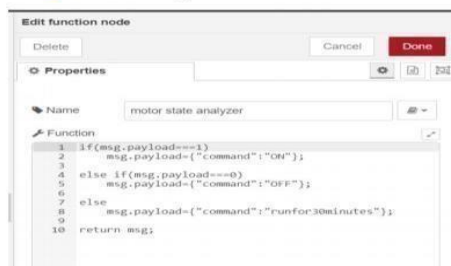 Edit function node
Delete Cancel Done
Properties
Name motor state analyzer
Function
1 if(msg.payload===1)
2 msg.payload={"command":"ON"};
3
4 else if(msg.payload===0)
5 msg.payload={"command":"OFF"};
6
7 else
8 msg.payload={"command":"runfor30minutes"};
9
10 return msg;